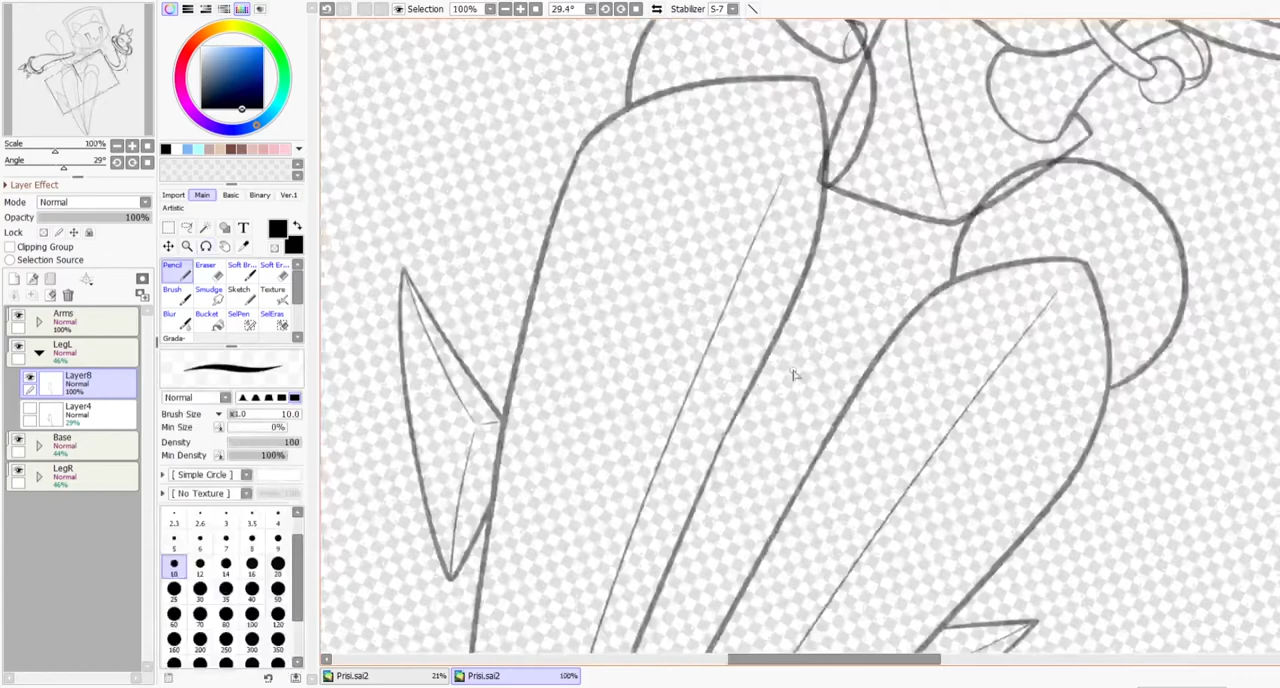 Selection 100% 29.4° Stabilizer S-7
Scale 100%
Angle 29°
Layer Effect
Mode Normal
Opacity 100%
Lock
Clipping Group
Selection Source
Arms
Normal
100%
LegL
Normal
46%
Layer8
Normal
100%
Layer4
Normal
29%
Base
Normal
44%
LegR
Normal
46%
Import Main Basic Binary Ver.1
Artistic
T
Pencil Eraser Soft Br... Soft Er...
Brush Smudge Sketch Texture
Blur Bucket SelPen SelEras
Grada-
Normal
Brush Size x1.0 10.0
Min Size 0%
Density 100
Min Density 100%
[ Simple Circle ]
[ No Texture ]
2.3 2.6 3 3.5 4
5 6 7 8 9
10 12 14 16 20
25 30 35 40 50
60 70 80 100 120
160 200 250 300 350
Prisi.sai2 21% Prisi.sai2 100%